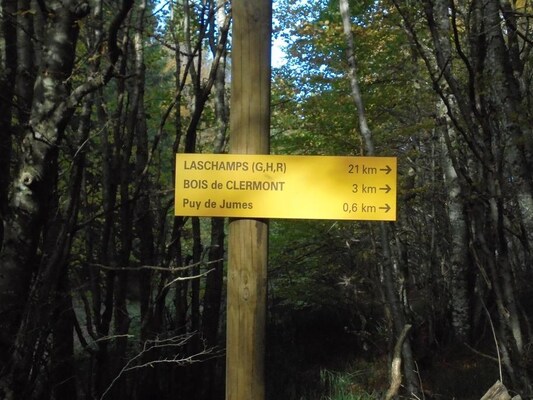 LASCHAMPS (G,H,R) 21 km →
BOIS de CLERMONT 3 km →
Puy de Jumes 0,6 km →